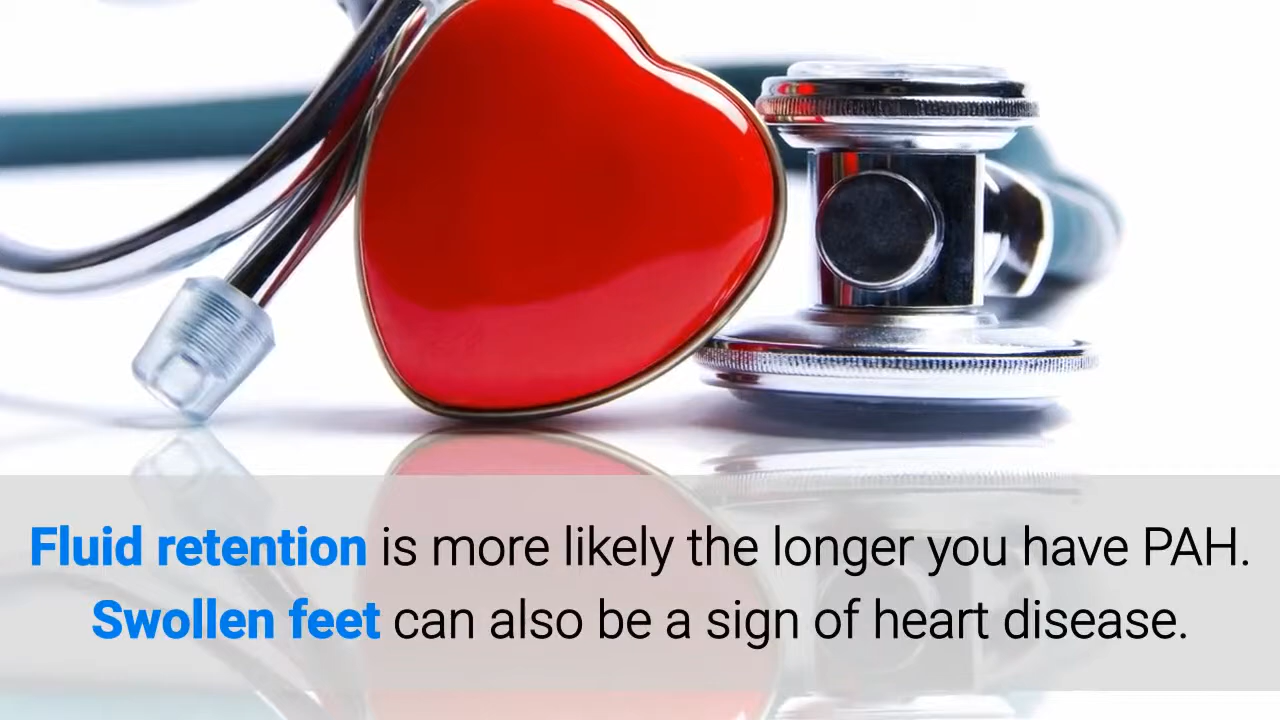 Fluid retention is more likely the longer you have PAH.
Swollen feet can also be a sign of heart disease.